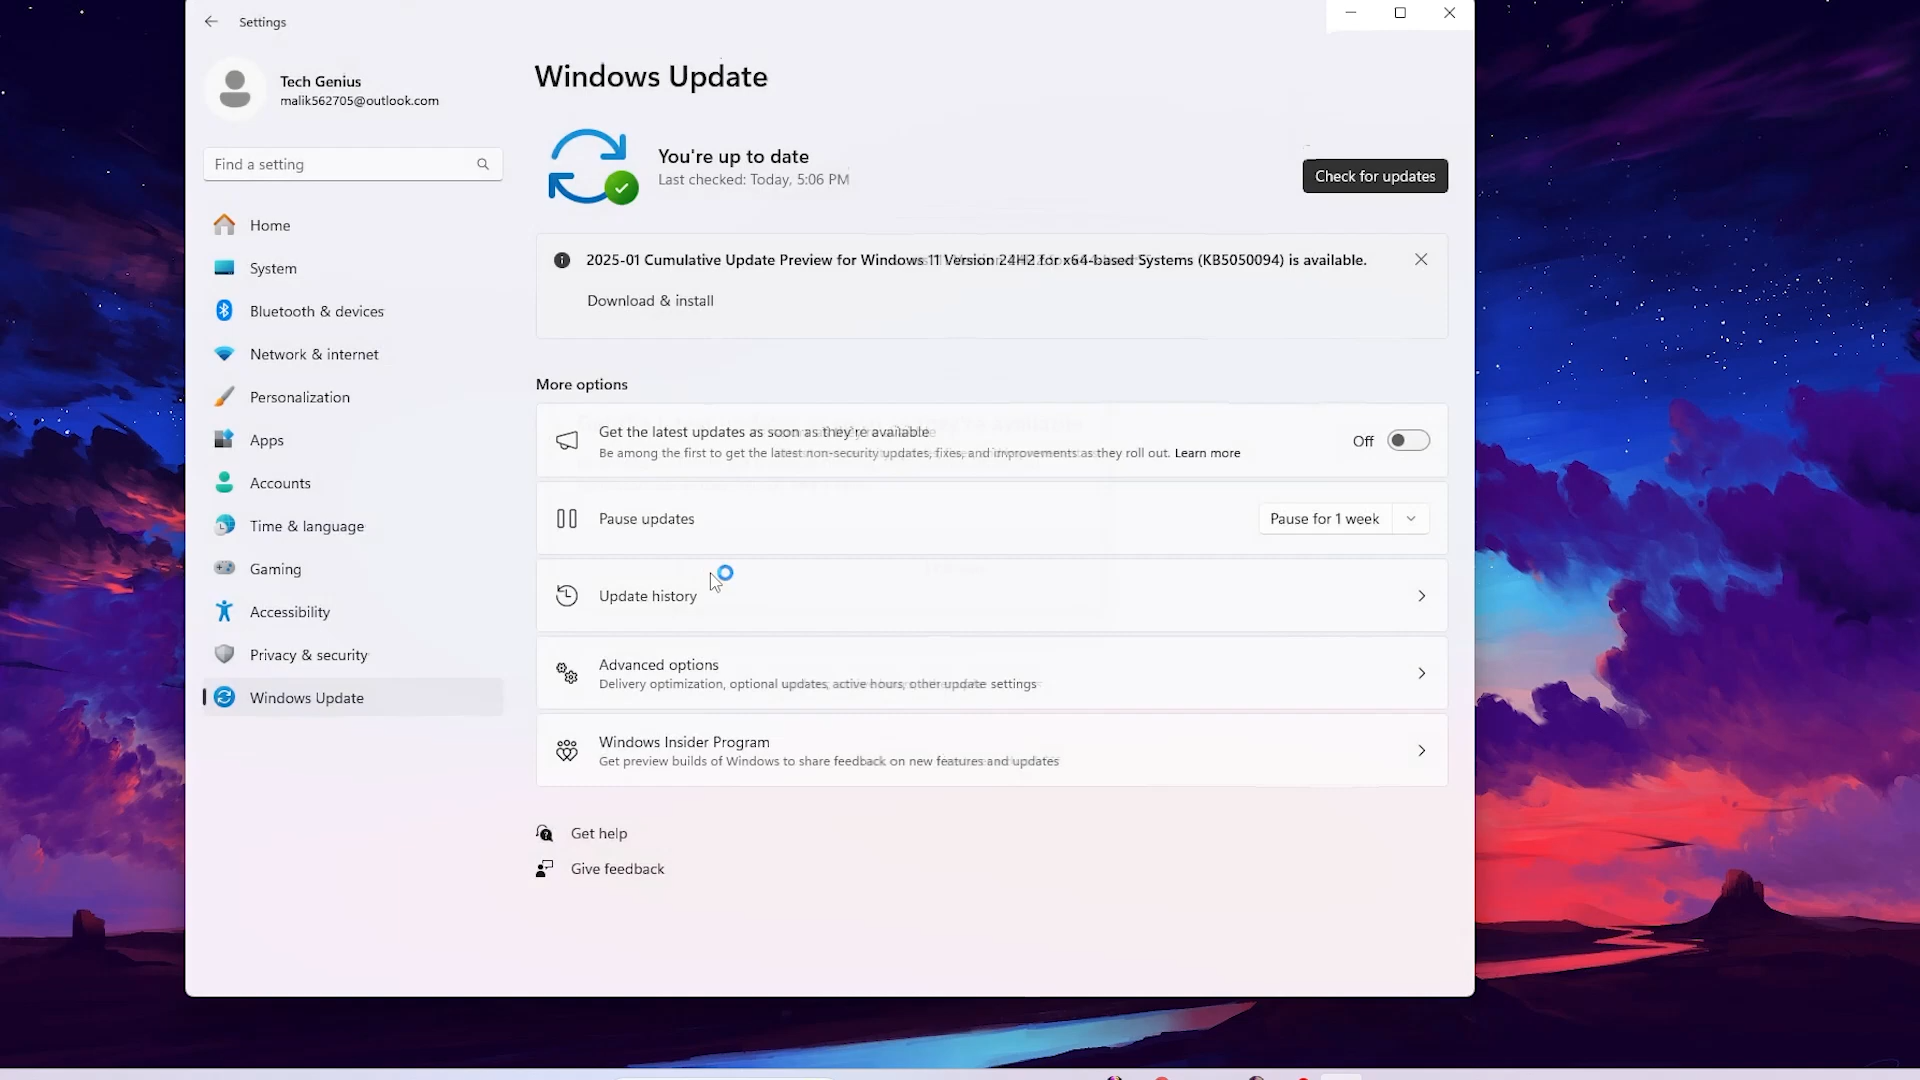 Settings
Tech Genius
malik562705@outlook.com
Find a setting
Home
System
Bluetooth & devices
Network & internet
Personalization
Apps
Accounts
Time & language
Gaming
Accessibility
Privacy & security
Windows Update
Windows Update
You're up to date
Last checked: Today, 5:06 PM
Check for updates
2025-01 Cumulative Update Preview for Windows 11 Version 24H2 for x64-based Systems (KB5050094) is available.
Download & install
More options
Get the latest updates as soon as they're available
Be among the first to get the latest non-security updates, fixes, and improvements as they roll out. Learn more
Off
Pause updates
Pause for 1 week
Update history
Advanced options
Delivery optimization, optional updates, active hours, other update settings
Windows Insider Program
Get preview builds of Windows to share feedback on new features and updates
Get help
Give feedback